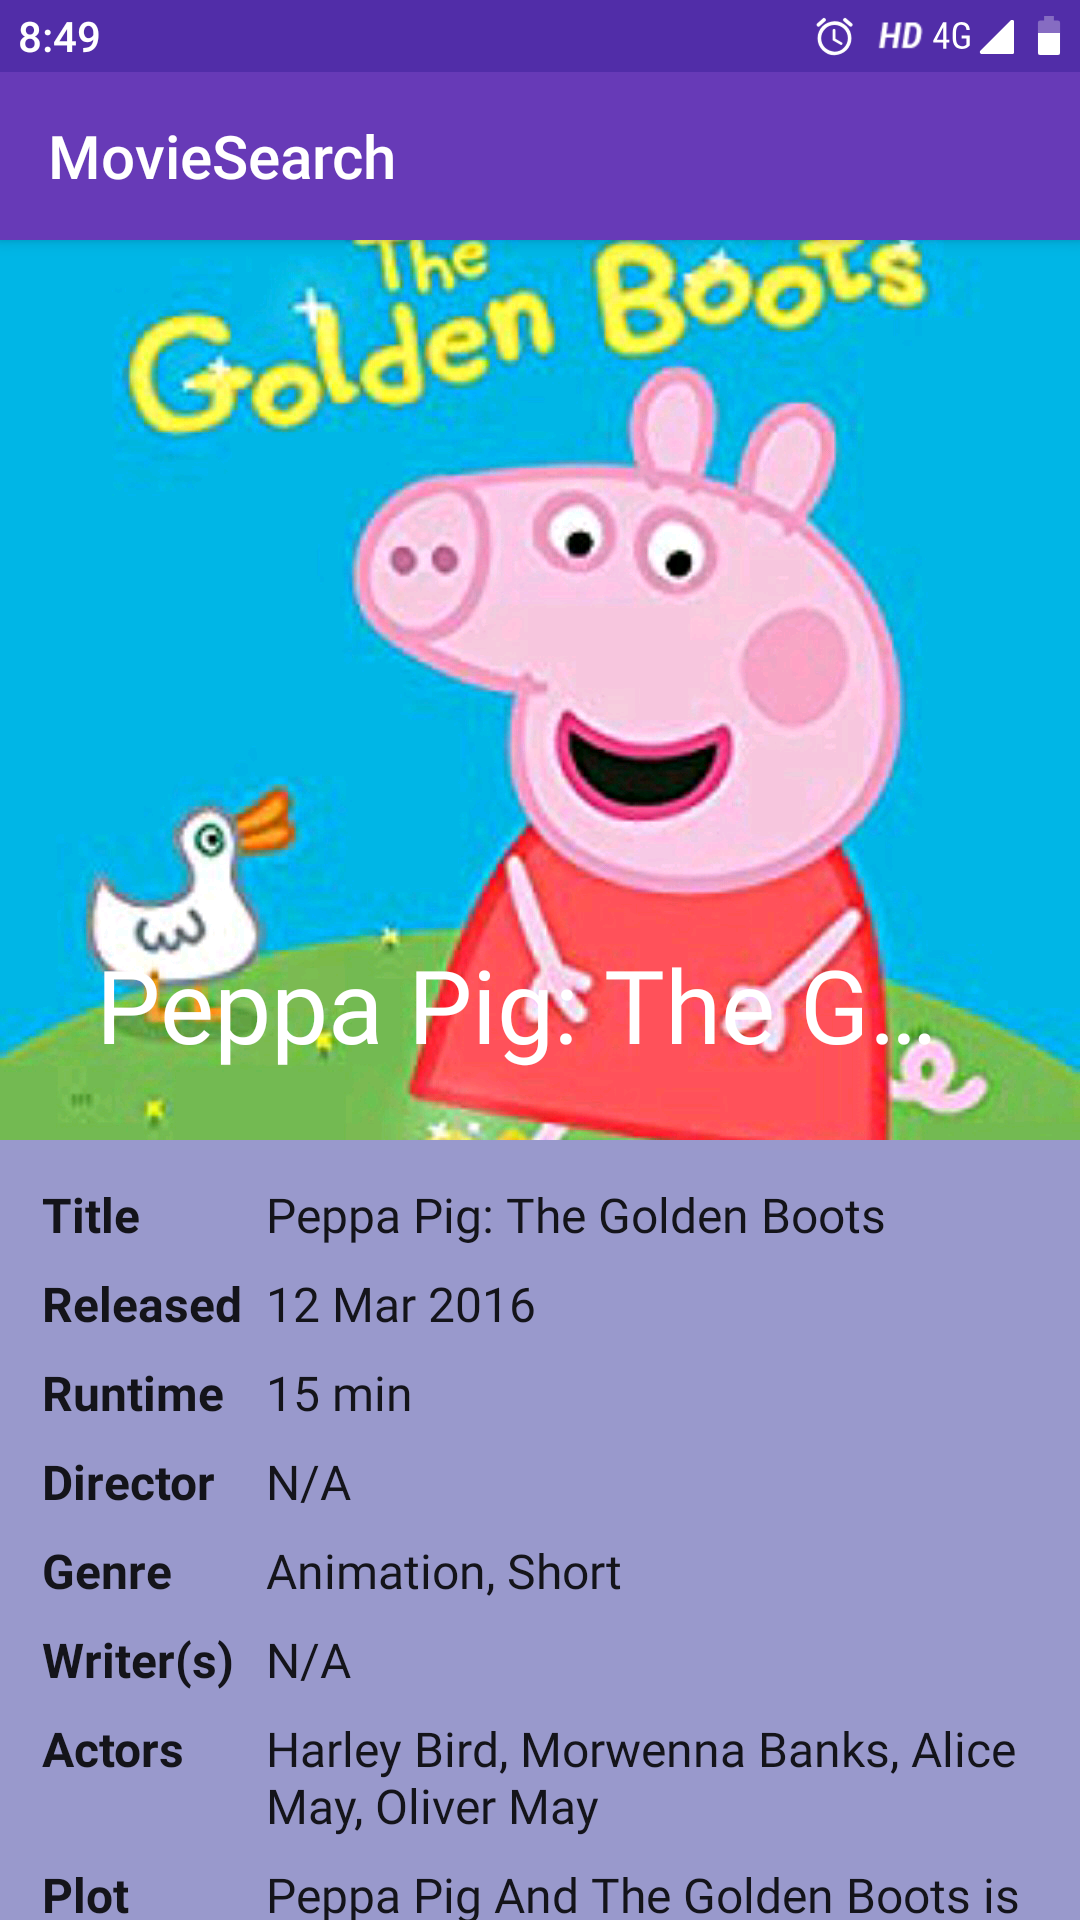 8:49 HD 4G
MovieSearch
The
Golden Boots
Peppa Pig: The G...
Title Peppa Pig: The Golden Boots
Released 12 Mar 2016
Runtime 15 min
Director N/A
Genre Animation, Short
Writer(s) N/A
Actors Harley Bird, Morwenna Banks, Alice
May, Oliver May
Plot Peppa Pig And The Golden Boots is